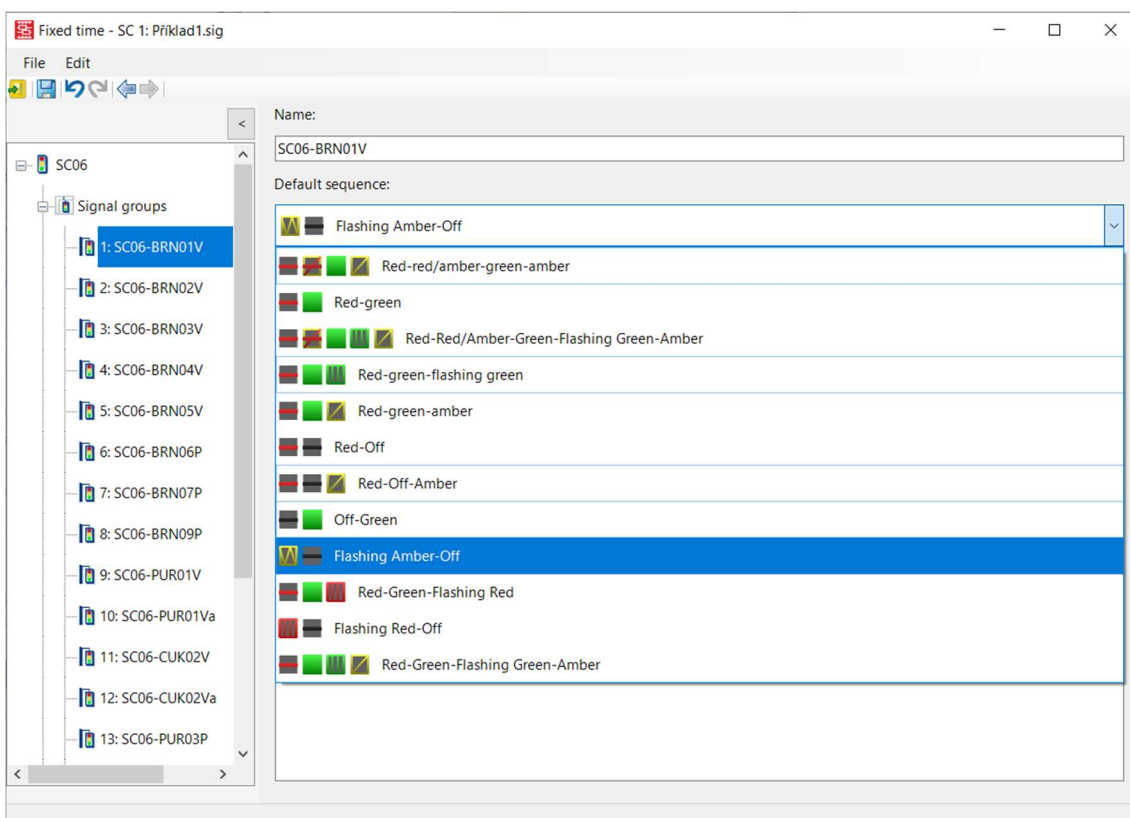 Fixed time - SC 1: Příklad1.sig
File Edit
<
SC06
Signal groups
1: SC06-BRN01V
2: SC06-BRN02V
3: SC06-BRN03V
4: SC06-BRN04V
5: SC06-BRN05V
6: SC06-BRN06P
7: SC06-BRN07P
8: SC06-BRN09P
9: SC06-PUR01V
10: SC06-PUR01Va
11: SC06-CUK02V
12: SC06-CUK02Va
13: SC06-PUR03P
Name:
SC06-BRN01V
Default sequence:
Flashing Amber-Off
Red-red/amber-green-amber
Red-green
Red-Red/Amber-Green-Flashing Green-Amber
Red-green-flashing green
Red-green-amber
Red-Off
Red-Off-Amber
Off-Green
Flashing Amber-Off
Red-Green-Flashing Red
Flashing Red-Off
Red-Green-Flashing Green-Amber